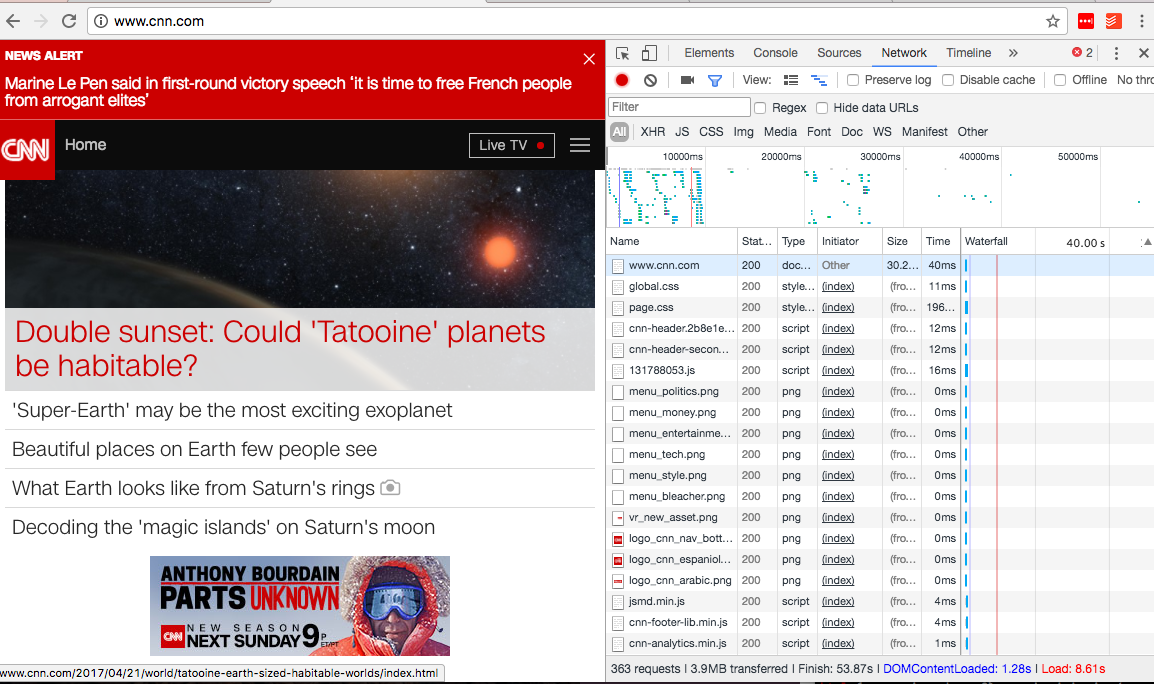 www.cnn.com
NEWS ALERT
Marine Le Pen said in first-round victory speech 'it is time to free French people
from arrogant elites'
CNN Home Live TV
Double sunset: Could 'Tatooine' planets
be habitable?
'Super-Earth' may be the most exciting exoplanet
Beautiful places on Earth few people see
What Earth looks like from Saturn's rings
Decoding the 'magic islands' on Saturn's moon
ANTHONY BOURDAIN
PARTS UNKNOWN
CNN NEW SEASON
NEXT SUNDAY 9P ET/PT
www.cnn.com/2017/04/21/world/tatooine-earth-sized-habitable-worlds/index.html
Elements Console Sources Network Timeline » 2
View: Preserve log Disable cache Offline No thro
Filter Regex Hide data URLs
All XHR JS CSS Img Media Font Doc WS Manifest Other
10000ms 20000ms 30000ms 40000ms 50000ms
Name Stat... Type Initiator Size Time Waterfall 40.00 s
www.cnn.com 200 doc... Other 30.2... 40ms
global.css 200 style... (index) (fro... 11ms
page.css 200 style... (index) (fro... 196...
cnn-header.2b8e1e... 200 script (index) (fro... 12ms
cnn-header-secon... 200 script (index) (fro... 12ms
131788053.js 200 script (index) (fro... 16ms
menu_politics.png 200 png (index) (fro... 0ms
menu_money.png 200 png (index) (fro... 0ms
menu_entertainme... 200 png (index) (fro... 0ms
menu_tech.png 200 png (index) (fro... 0ms
menu_style.png 200 png (index) (fro... 0ms
menu_bleacher.png 200 png (index) (fro... 0ms
vr_new_asset.png 200 png (index) (fro... 0ms
logo_cnn_nav_bott... 200 png (index) (fro... 0ms
logo_cnn_espaniol... 200 png (index) (fro... 0ms
logo_cnn_arabic.png 200 png (index) (fro... 0ms
jsmd.min.js 200 script (index) (fro... 4ms
cnn-footer-lib.min.js 200 script (index) (fro... 4ms
cnn-analytics.min.js 200 script (index) (fro... 1ms
363 requests | 3.9MB transferred | Finish: 53.87s | DOMContentLoaded: 1.28s | Load: 8.61s